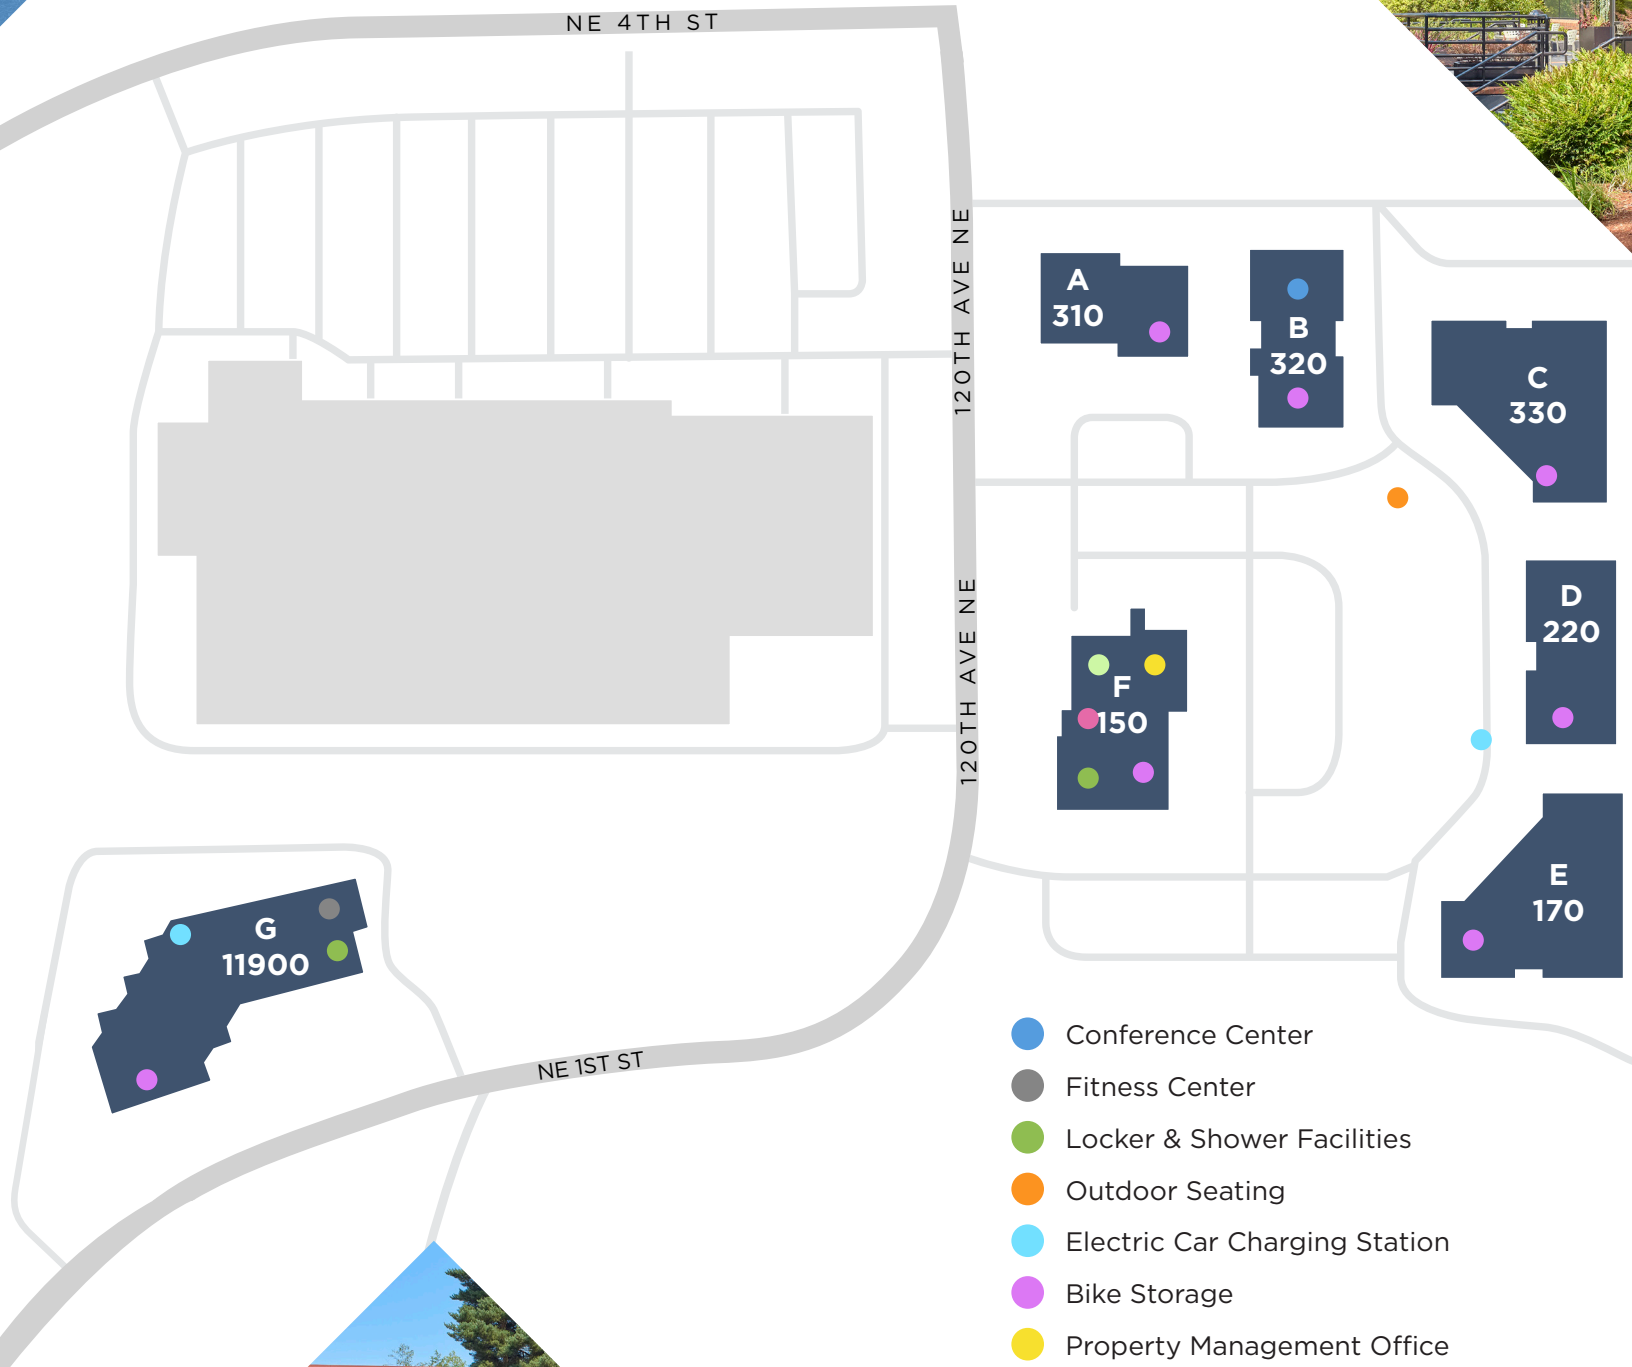 NE 4TH ST
120TH AVE NE
A
310
B
320
C
330
D
220
120TH AVE NE
F
150
E
170
G
11900
NE 1ST ST
Conference Center
Fitness Center
Locker & Shower Facilities
Outdoor Seating
Electric Car Charging Station
Bike Storage
Property Management Office